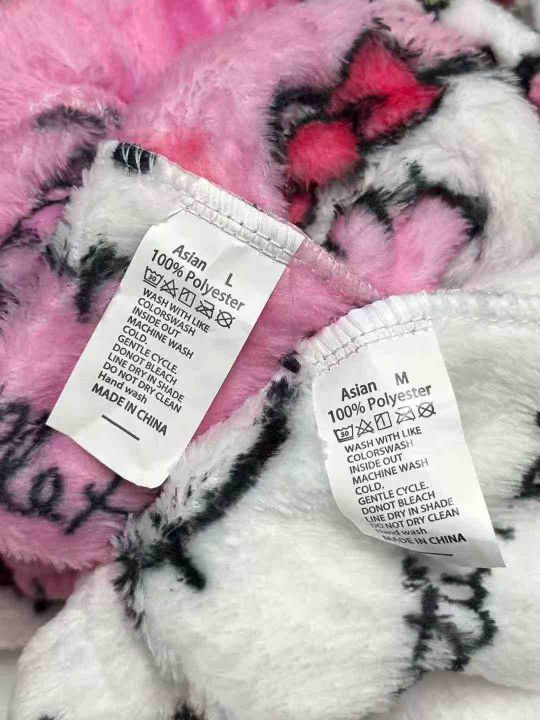 Asian L
100% Polyester
30
WASH WITH LIKE
COLORSWASH
INSIDE OUT
MACHINE WASH
COLD.
GENTLE CYCLE.
DONOT BLEACH
LINE DRY IN SHADE
DO NOT DRY CLEAN
Hand wash
MADE IN CHINA
Asian M
100% Polyester
30
WASH WITH LIKE
COLORSWASH
INSIDE OUT
MACHINE WASH
COLD.
GENTLE CYCLE.
DONOT BLEACH
LINE DRY IN SHADE
DO NOT DRY CLEAN
Hand wash
MADE IN CHINA